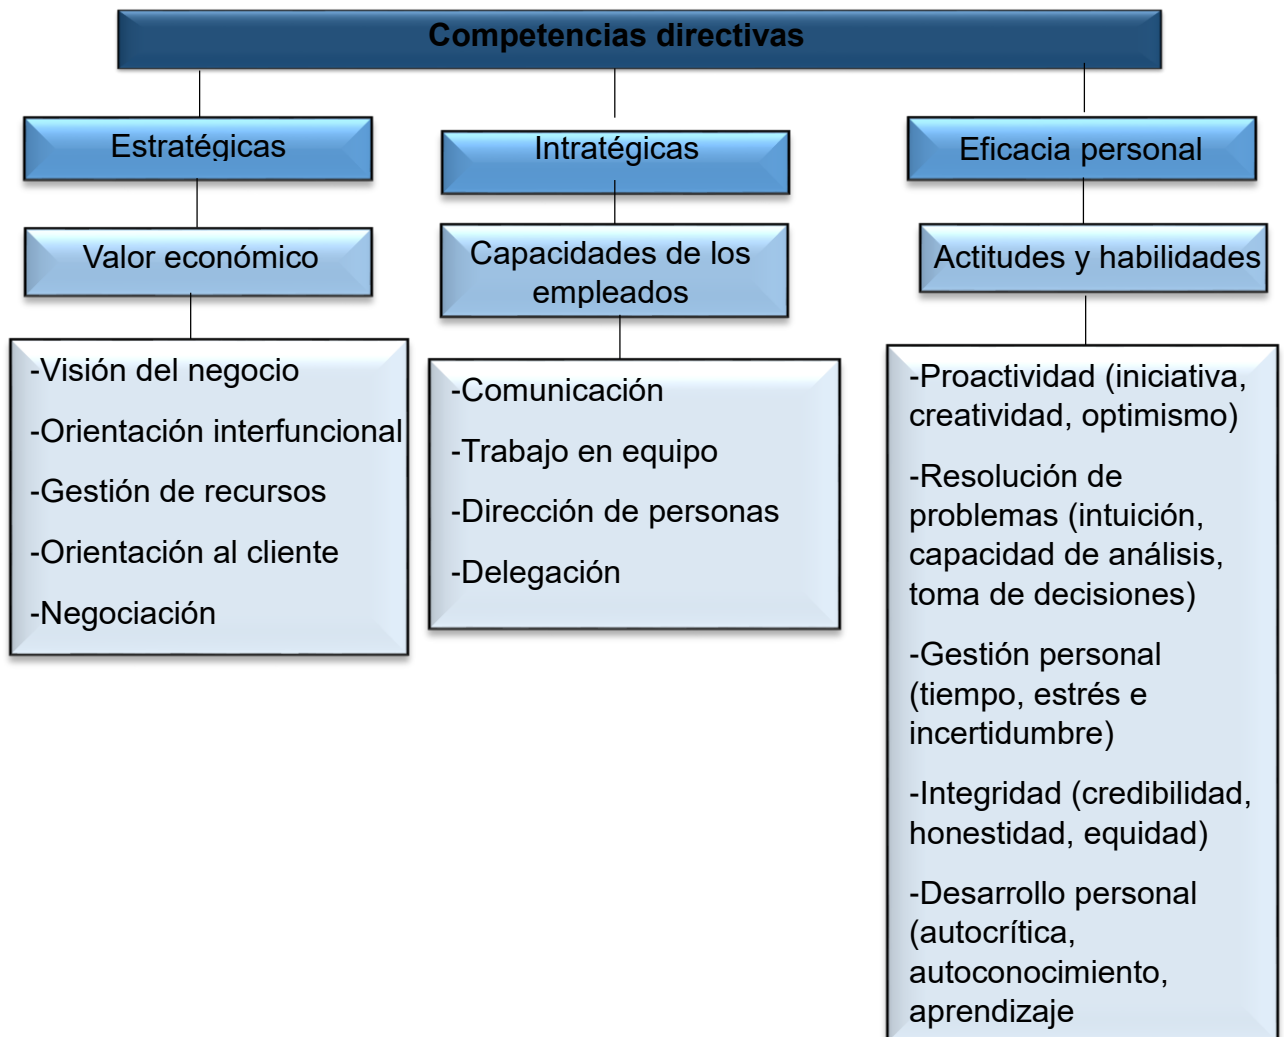 Competencias directivas
Estratégicas
Intratégicas
Eficacia personal
Valor económico
Capacidades de los
empleados
Actitudes y habilidades
-Visión del negocio
-Orientación interfuncional
-Gestión de recursos
-Orientación al cliente
-Negociación
-Comunicación
-Trabajo en equipo
-Dirección de personas
-Delegación
-Proactividad (iniciativa,
creatividad, optimismo)
-Resolución de
problemas (intuición,
capacidad de análisis,
toma de decisiones)
-Gestión personal
(tiempo, estrés e
incertidumbre)
-Integridad (credibilidad,
honestidad, equidad)
-Desarrollo personal
(autocrítica,
autoconocimiento,
aprendizaje